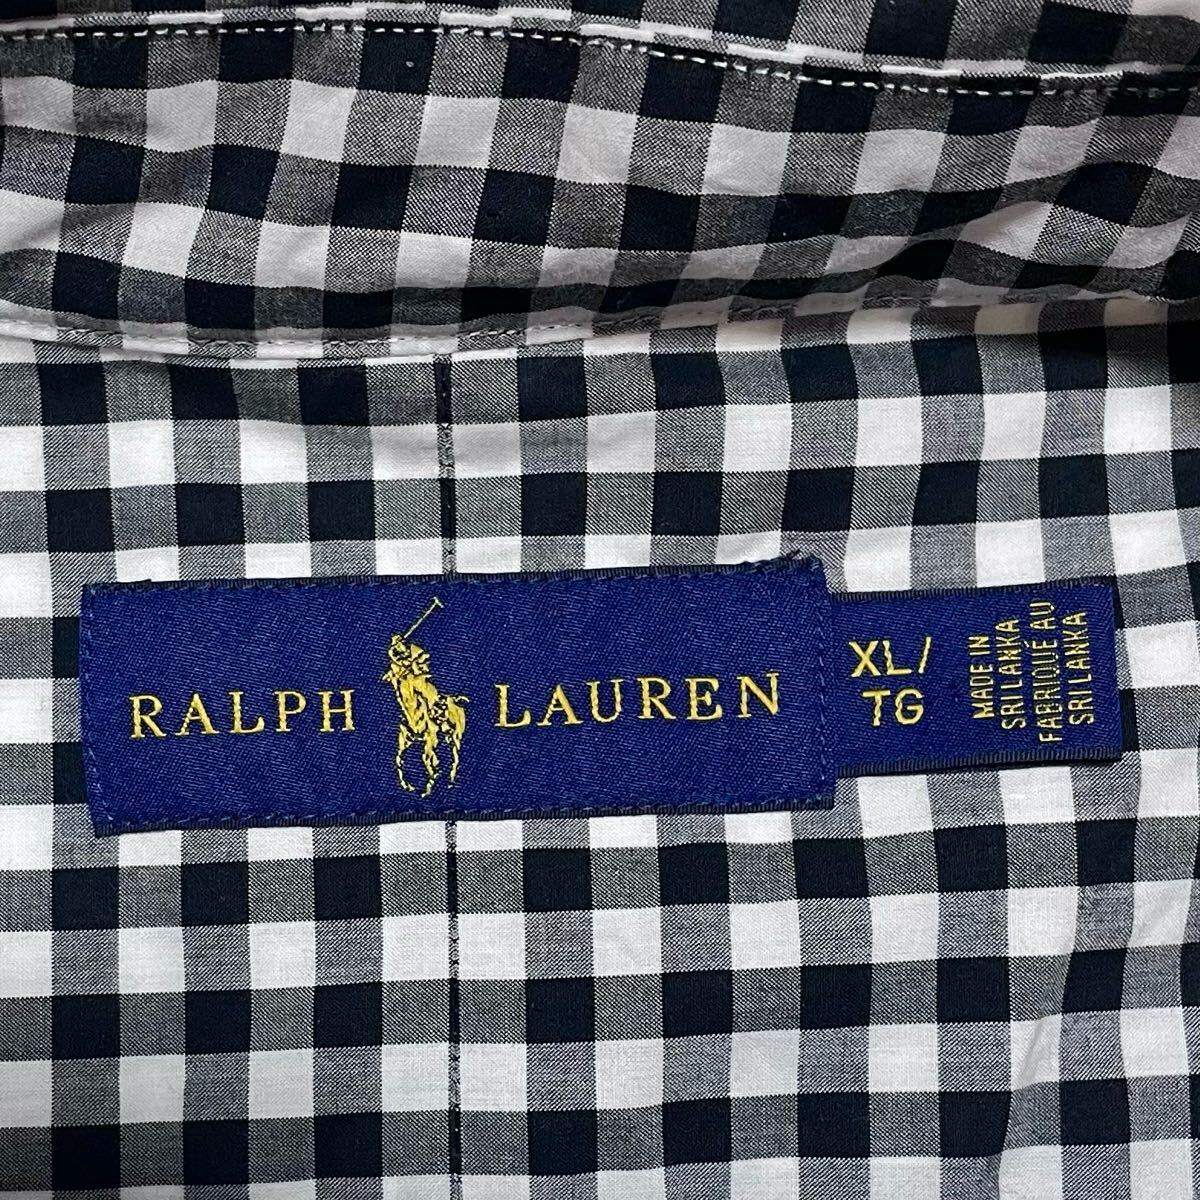 RALPH LAUREN
XL/
TG
MADE IN
SRI LANKA
FABRIQUÉ AU
SRI LANKA